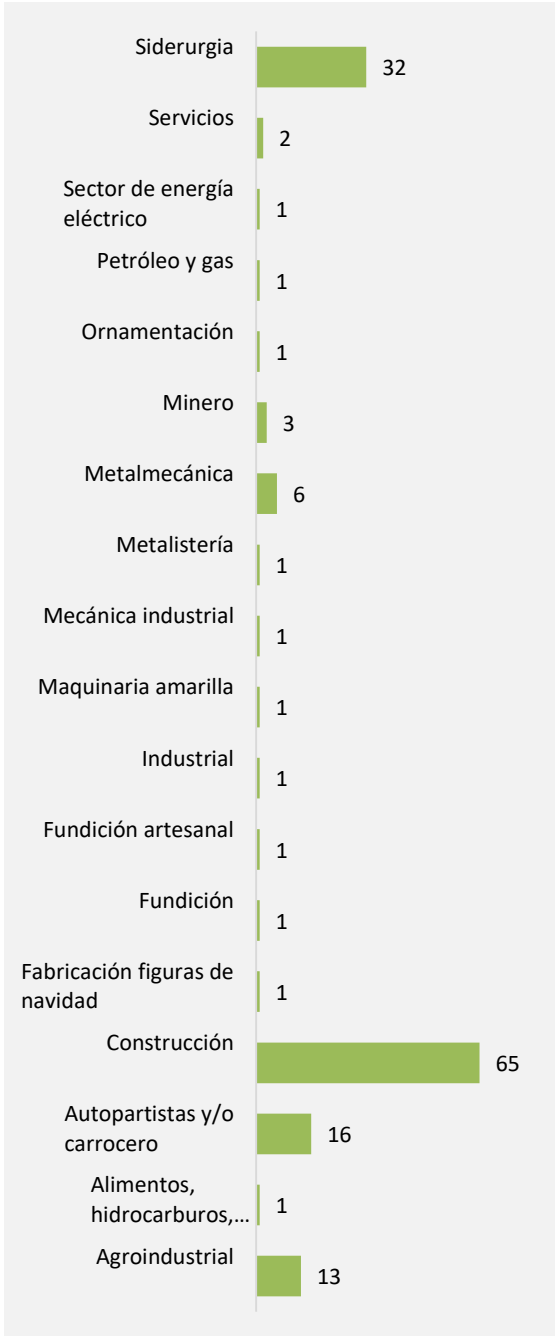 Siderurgia
32
Servicios
2
Sector de energía
eléctrico
1
Petróleo y gas
1
Ornamentación
1
Minero
3
Metalmecánica
6
Metalistería
1
Mecánica industrial
1
Maquinaria amarilla
1
Industrial
1
Fundición artesanal
1
Fundición
1
Fabricación figuras de
navidad
1
Construcción
65
Autopartistas y/o
carrocero
16
Alimentos,
hidrocarburos,...
1
Agroindustrial
13